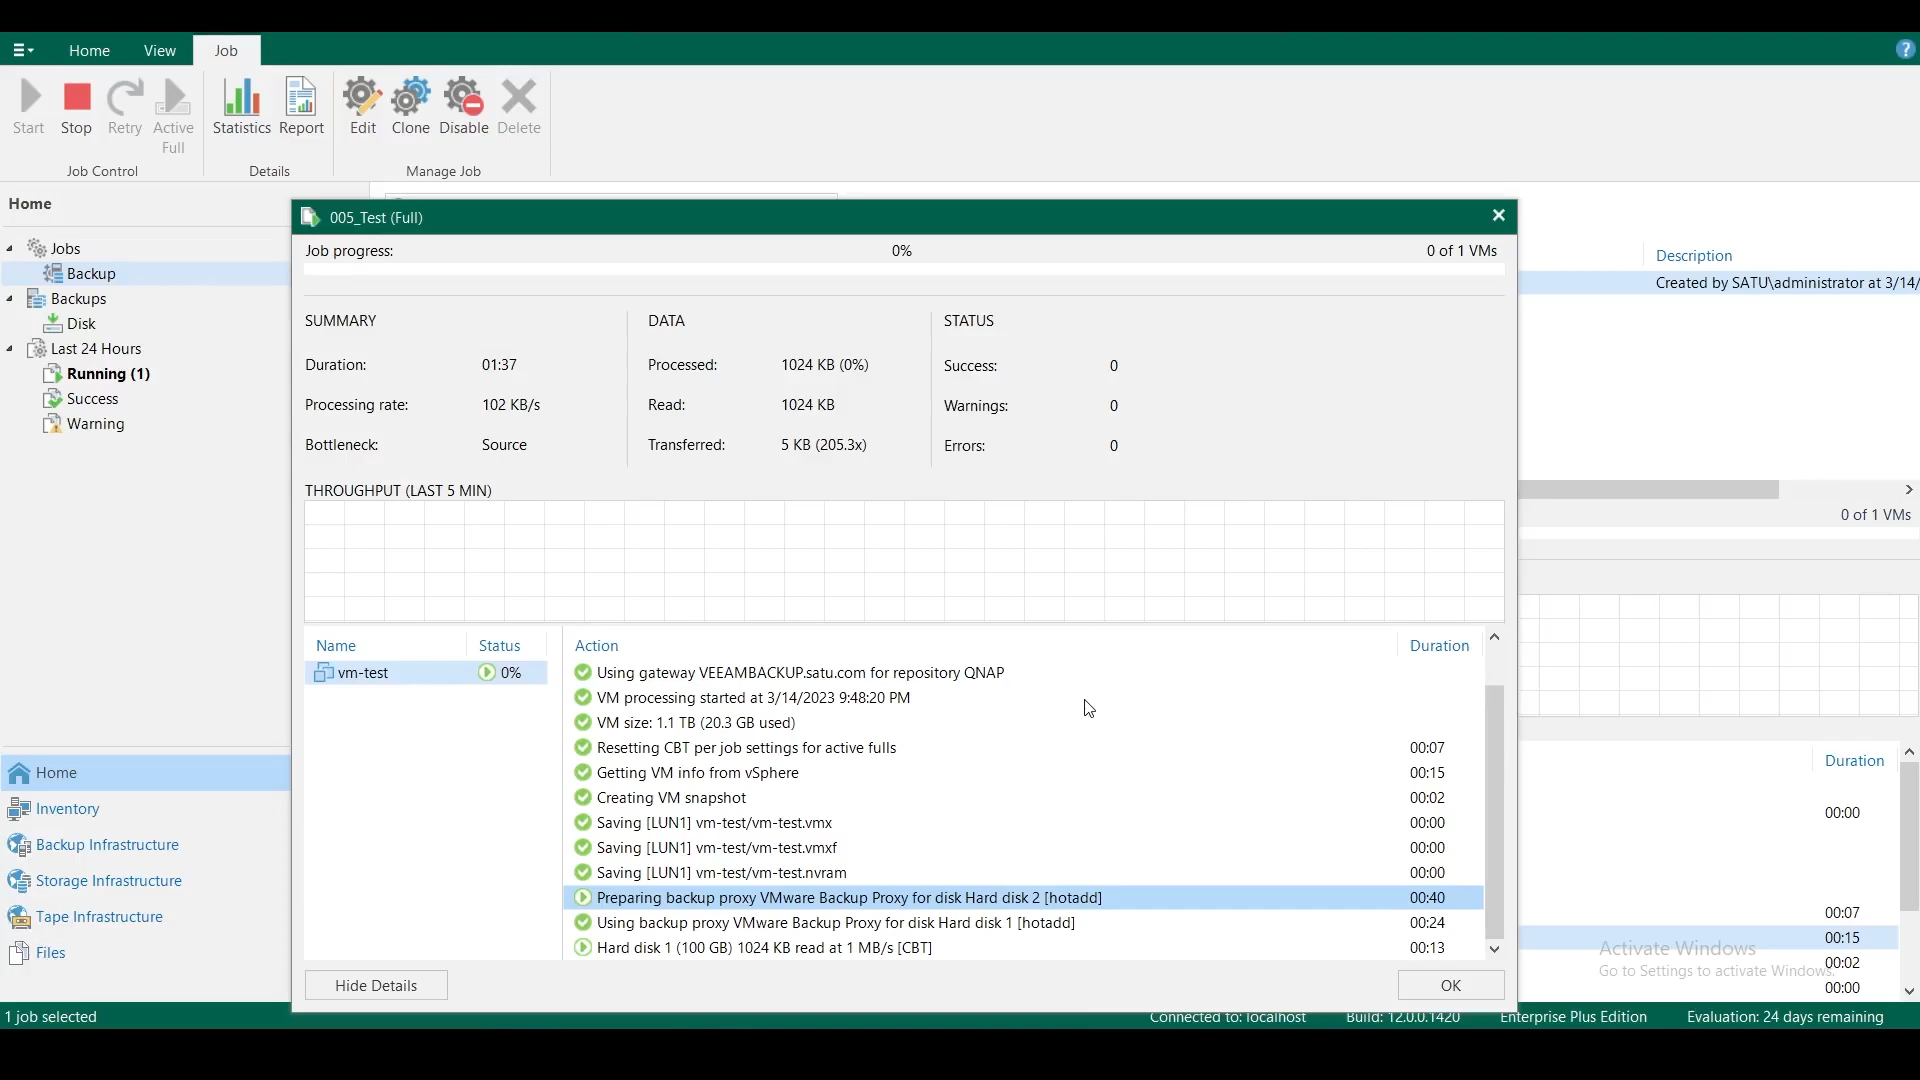 Home View Job
Start Stop Retry Active Full Statistics Report Edit Clone Disable Delete
Job Control Details Manage Job
Home
Jobs
Backup
Backups
Disk
Last 24 Hours
Running (1)
Success
Warning
Home
Inventory
Backup Infrastructure
Storage Infrastructure
Tape Infrastructure
Files
005_Test (Full)
Job progress: 0% 0 of 1 VMs
SUMMARY DATA STATUS
Duration: 01:37 Processed: 1024 KB (0%) Success: 0
Processing rate: 102 KB/s Read: 1024 KB Warnings: 0
Bottleneck: Source Transferred: 5 KB (205.3x) Errors: 0
THROUGHPUT (LAST 5 MIN)
Name Status Action Duration
vm-test 0%
Using gateway VEEAMBACKUP.satu.com for repository QNAP
VM processing started at 3/14/2023 9:48:20 PM
VM size: 1.1 TB (20.3 GB used)
Resetting CBT per job settings for active fulls 00:07
Getting VM info from vSphere 00:15
Creating VM snapshot 00:02
Saving [LUN1] vm-test/vm-test.vmx 00:00
Saving [LUN1] vm-test/vm-test.vmxf 00:00
Saving [LUN1] vm-test/vm-test.nvram 00:00
Preparing backup proxy VMware Backup Proxy for disk Hard disk 2 [hotadd] 00:40
Using backup proxy VMware Backup Proxy for disk Hard disk 1 [hotadd] 00:24
Hard disk 1 (100 GB) 1024 KB read at 1 MB/s [CBT] 00:13
Hide Details OK
Description
Created by SATU\administrator at 3/14/
0 of 1 VMs
Duration
00:00
00:07
00:15
00:02
00:00
Activate Windows
Go to Settings to activate Windows.
1 job selected Connected to: localhost Build: 12.0.0.1420 Enterprise Plus Edition Evaluation: 24 days remaining